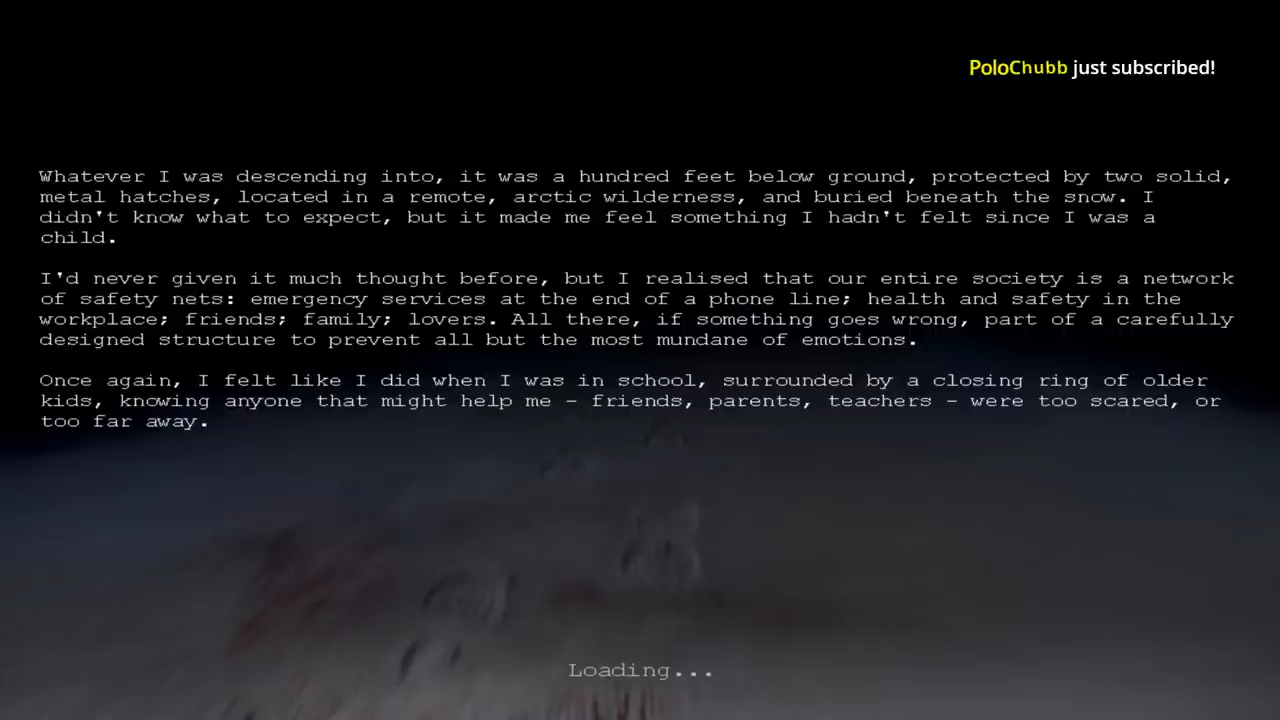 PoloChubb just subscribed!
Whatever I was descending into, it was a hundred feet below ground, protected by two solid,
metal hatches, located in a remote, arctic wilderness, and buried beneath the snow. I
didn't know what to expect, but it made me feel something I hadn't felt since I was a
child.
I'd never given it much thought before, but I realised that our entire society is a network
of safety nets: emergency services at the end of a phone line; health and safety in the
workplace; friends; family; lovers. All there, if something goes wrong, part of a carefully
designed structure to prevent all but the most mundane of emotions.
Once again, I felt like I did when I was in school, surrounded by a closing ring of older
kids, knowing anyone that might help me - friends, parents, teachers - were too scared, or
too far away.
Loading...